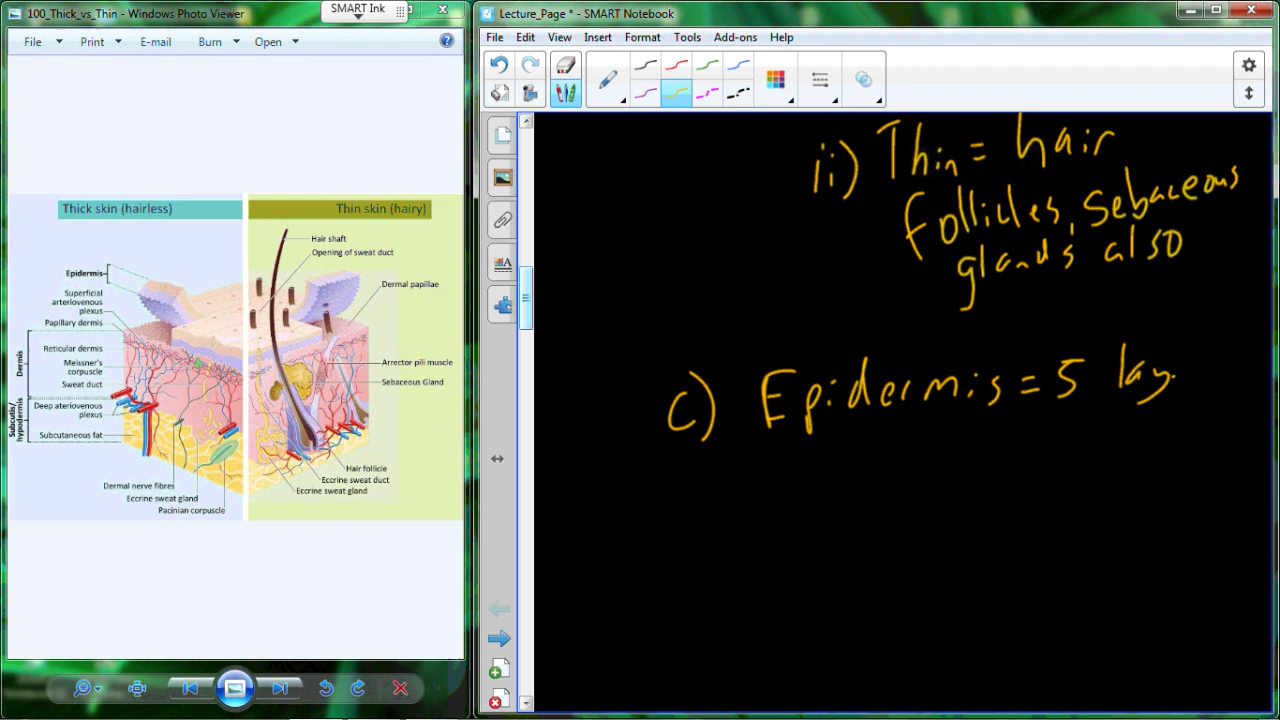 100_Thick_vs_Thin - Windows Photo Viewer
SMART Ink
File Print E-mail Burn Open
Thick skin (hairless)
Thin skin (hairy)
Hair shaft
Opening of sweat duct
Epidermis
Dermal papillae
Superficial
arteriovenous
plexus
Papillary dermis
Dermis
Reticular dermis
Meissner's
corpuscle
Sweat duct
Arrector pili muscle
Sebaceous Gland
Subcutis/
hypodermis
Deep ateriovenous
plexus
Subcutaneous fat
Hair follicle
Eccrine sweat duct
Eccrine sweat gland
Dermal nerve fibres
Eccrine sweat gland
Pacinian corpuscle
Lecture_Page * - SMART Notebook
File Edit View Insert Format Tools Add-ons Help
ii) Thin = hair
follicles, sebaceous
glands also
c) Epidermis = 5 lay.